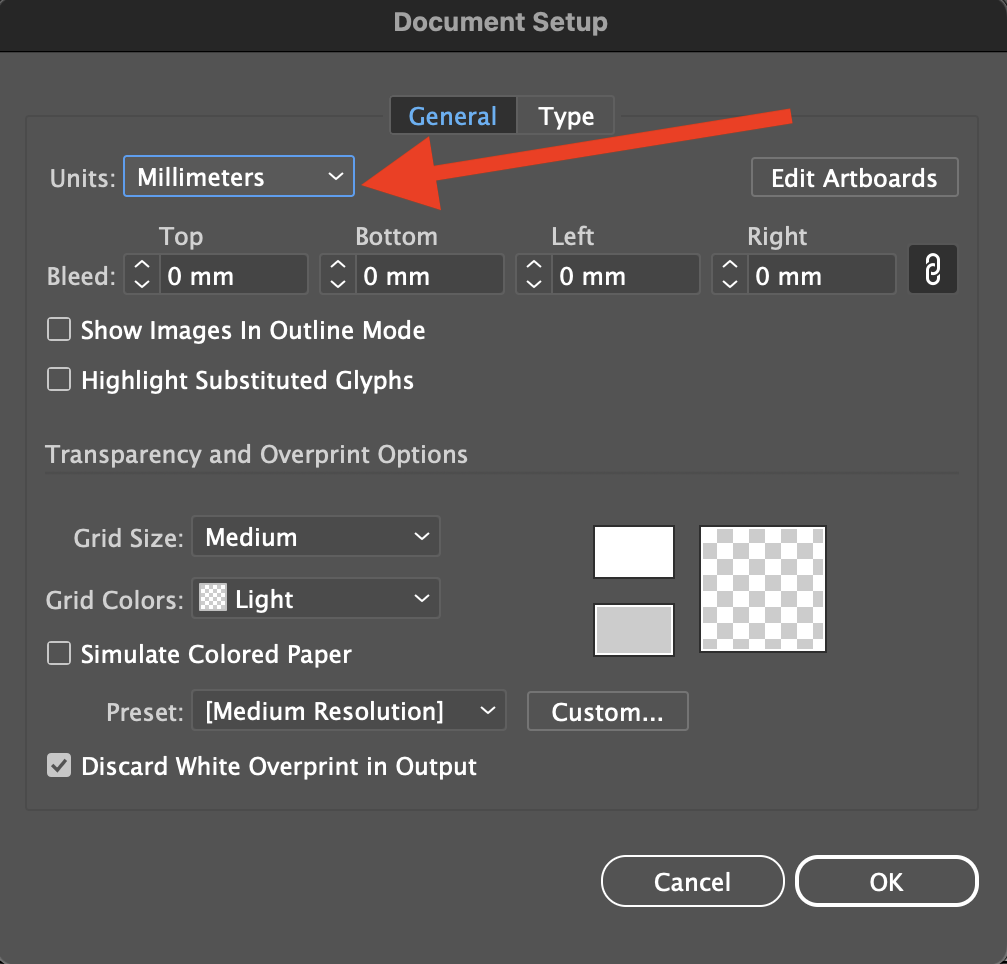 Document Setup
General Type
Units: Millimeters Edit Artboards
Top Bottom Left Right
Bleed: 0 mm 0 mm 0 mm 0 mm
Show Images In Outline Mode
Highlight Substituted Glyphs
Transparency and Overprint Options
Grid Size: Medium
Grid Colors: Light
Simulate Colored Paper
Preset: [Medium Resolution] Custom...
Discard White Overprint in Output
Cancel OK